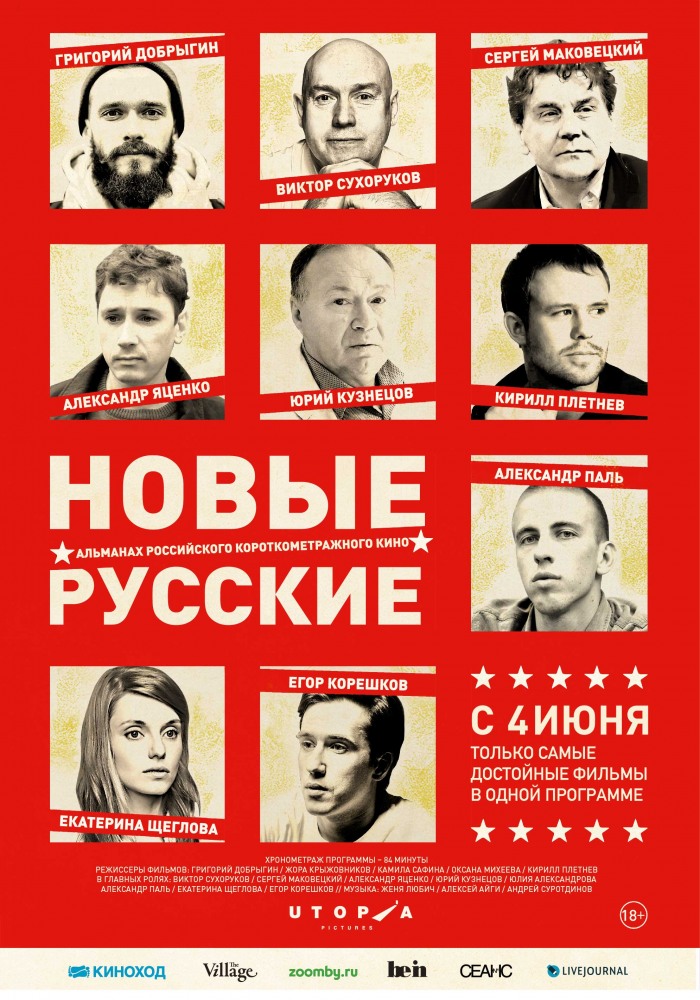 ГРИГОРИЙ ДОБРЫГИН
ВИКТОР СУХОРУКОВ
СЕРГЕЙ МАКОВЕЦКИЙ
АЛЕКСАНДР ЯЦЕНКО
ЮРИЙ КУЗНЕЦОВ
КИРИЛЛ ПЛЕТНЕВ
НОВЫЕ
АЛЬМАНАХ РОССИЙСКОГО КОРОТКОМЕТРАЖНОГО КИНО
РУССКИЕ
АЛЕКСАНДР ПАЛЬ
ЕКАТЕРИНА ЩЕГЛОВА
ЕГОР КОРЕШКОВ
С 4 ИЮНЯ
ТОЛЬКО САМЫЕ
ДОСТОЙНЫЕ ФИЛЬМЫ
В ОДНОЙ ПРОГРАММЕ
ХРОНОМЕТРАЖ ПРОГРАММЫ – 84 МИНУТЫ
РЕЖИССЕРЫ ФИЛЬМОВ: ГРИГОРИЙ ДОБРЫГИН / ЖОРА КРЫЖОВНИКОВ / КАМИЛА САФИНА / ОКСАНА МИХЕЕВА / КИРИЛЛ ПЛЕТНЕВ
В ГЛАВНЫХ РОЛЯХ: ВИКТОР СУХОРУКОВ / СЕРГЕЙ МАКОВЕЦКИЙ / АЛЕКСАНДР ЯЦЕНКО / ЮРИЙ КУЗНЕЦОВ / ЮЛИЯ АЛЕКСАНДРОВА
АЛЕКСАНДР ПАЛЬ / ЕКАТЕРИНА ЩЕГЛОВА / ЕГОР КОРЕШКОВ // МУЗЫКА: ЖЕНЯ ЛЮБИЧ / АЛЕКСЕЙ АЙГИ / АНДРЕЙ СУРОТДИНОВ
UTOPIA
PICTURES
18+
КИНОХОД
The Village
zoomby.ru
be in
СЕАНС
LIVEJOURNAL